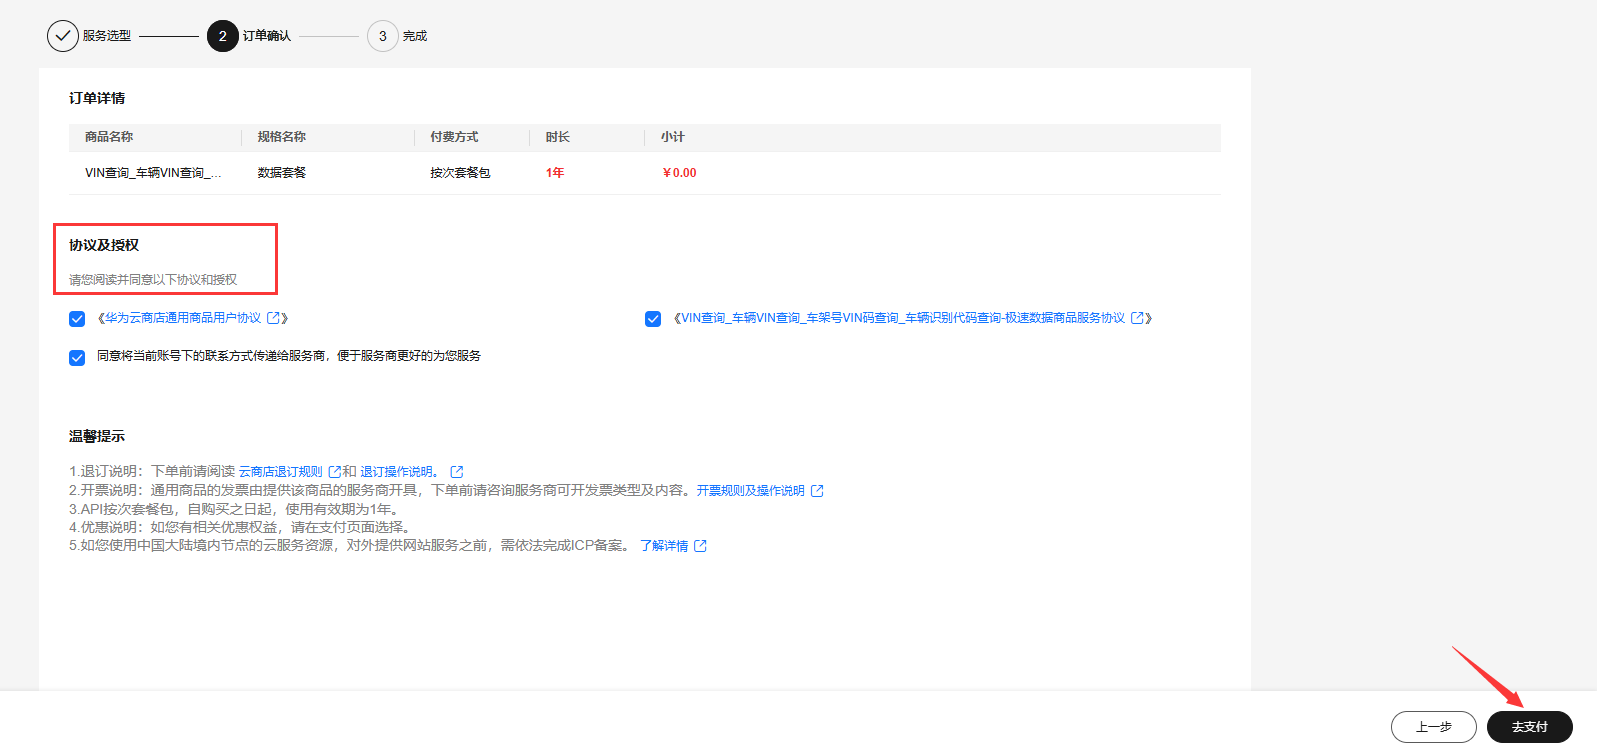 服务选型 2 订单确认 3 完成
订单详情
商品名称 规格名称 付费方式 时长 小计
VIN查询_车辆VIN查询_... 数据套餐 按次套餐包 1年 ￥0.00
协议及授权
请您阅读并同意以下协议和授权
《华为云商店通用商品用户协议》 《VIN查询_车辆VIN查询_车架号VIN码查询_车辆识别代码查询-极速数据商品服务协议》
同意将当前账号下的联系方式传递给服务商，便于服务商更好的为您服务
温馨提示
1.退订说明：下单前请阅读 云商店退订规则 和 退订操作说明。
2.开票说明：通用商品的发票由提供该商品的服务商开具，下单前请咨询服务商可开发票类型及内容。开票规则及操作说明
3.API按次套餐包，自购买之日起，使用有效期为1年。
4.优惠说明：如您有相关优惠权益，请在支付页面选择。
5.如您使用中国大陆境内节点的云服务资源，对外提供网站服务之前，需依法完成ICP备案。 了解详情
上一步 去支付